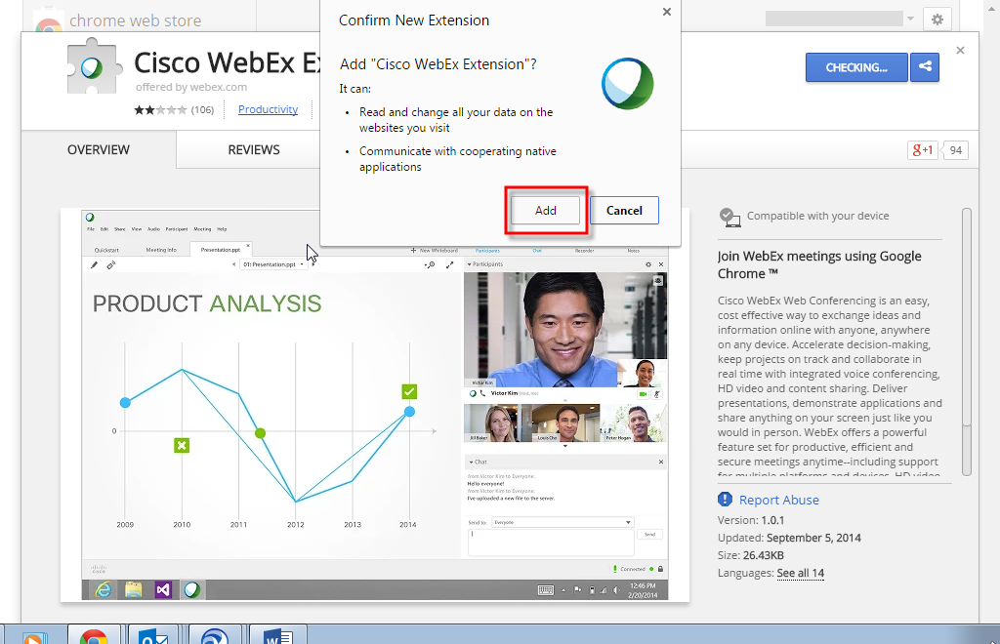 chrome web store
Confirm New Extension
Cisco WebEx Ex
offered by webex.com
(106)
Productivity
Add "Cisco WebEx Extension"?
It can:
• Read and change all your data on the
websites you visit
• Communicate with cooperating native
applications
Add
Cancel
CHECKING...
OVERVIEW
REVIEWS
g+1
94
File Edit Share View Audio Participant Meeting Help
Quickstart
Meeting Info
Presentation.ppt
New Whiteboard
Participants
Chat
Recorder
Notes
01: Presentation.ppt
Participants
PRODUCT ANALYSIS
0
2009
2010
2011
2012
2013
2014
Victor Kim
Victor Kim (Host, me)
Jill Baker
Louis Cho
Peter Hogan
Chat
from Victor Kim to Everyone:
Hello everyone!
from Victor Kim to Everyone:
I've uploaded a new file to the server.
Send to:
Everyone
Send
cisco
Connected
12:46 PM
2/20/2014
Compatible with your device
Join WebEx meetings using Google
Chrome ™
Cisco WebEx Web Conferencing is an easy,
cost effective way to exchange ideas and
information online with anyone, anywhere
on any device. Accelerate decision-making,
keep projects on track and collaborate in
real time with integrated voice conferencing,
HD video and content sharing. Deliver
presentations, demonstrate applications and
share anything on your screen just like you
would in person. WebEx offers a powerful
feature set for productive, efficient and
secure meetings anytime--including support
for multiple platforms and devices, HD video
Report Abuse
Version: 1.0.1
Updated: September 5, 2014
Size: 26.43KB
Languages: See all 14